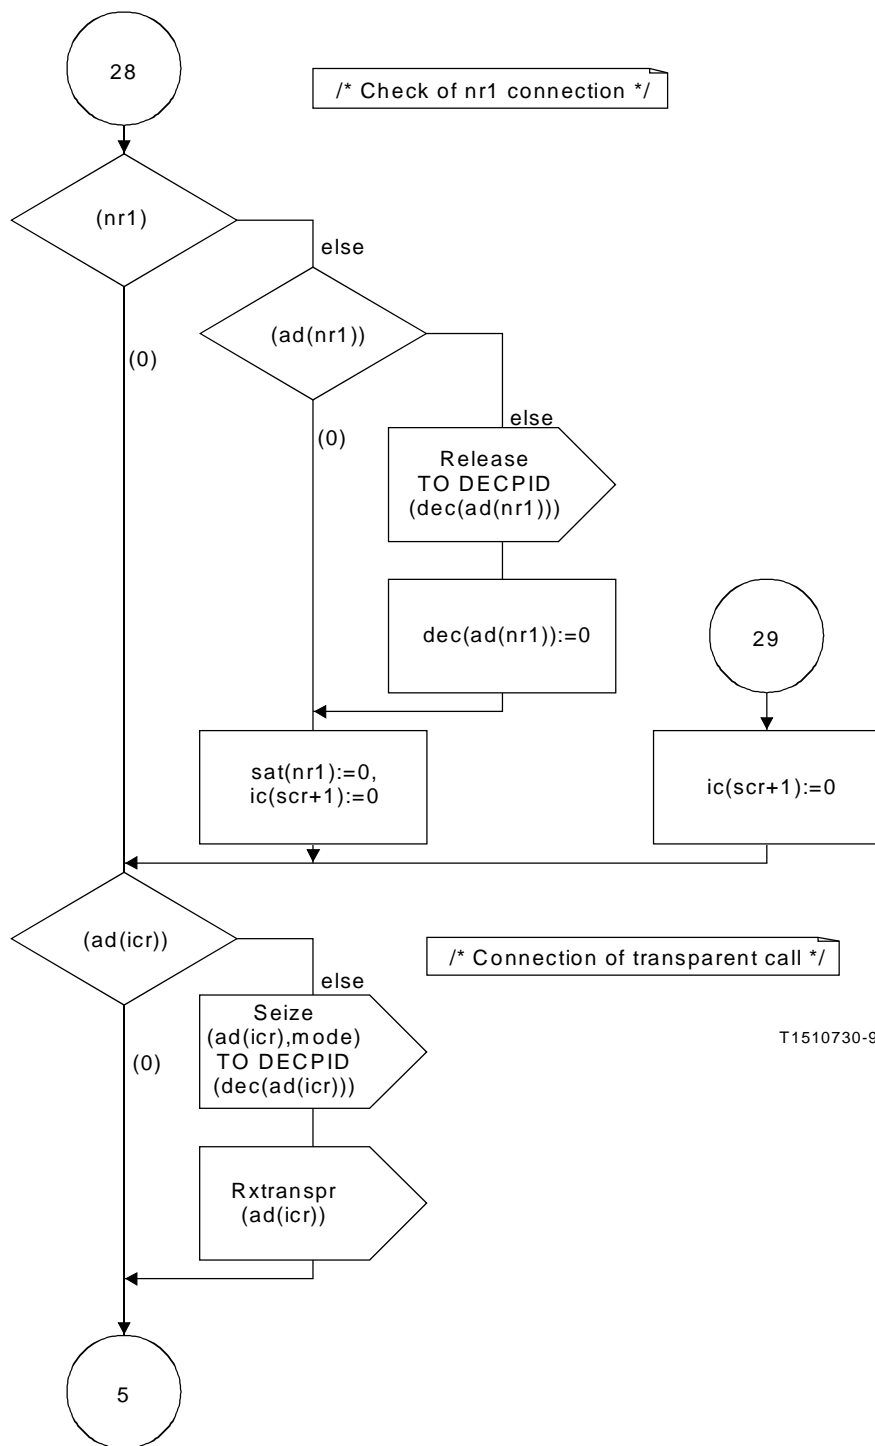 28
/* Check of nr1 connection */
(nr1)
else
(ad(nr1))
(0)
else
(0)
Release
TO DECPID
(dec(ad(nr1)))
dec(ad(nr1)):=0
29
sat(nr1):=0,
ic(scr+1):=0
ic(scr+1):=0
(ad(icr))
/* Connection of transparent call */
else
Seize
(ad(icr),mode)
TO DECPID
(dec(ad(icr)))
T1510730-9
(0)
Rxtranspr
(ad(icr))
5